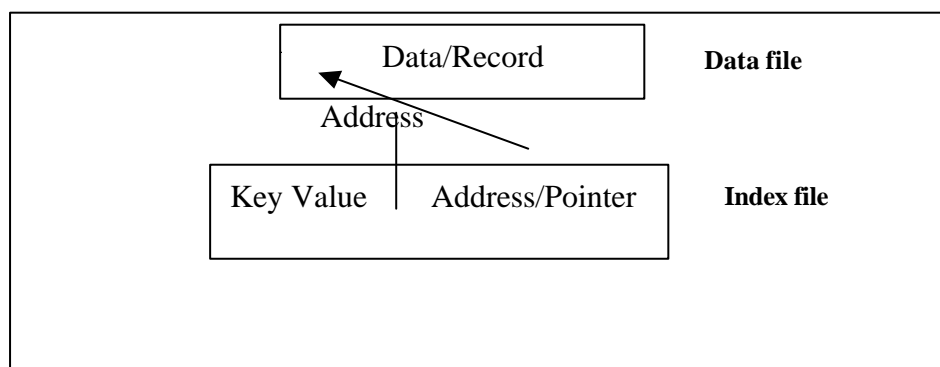 Data/Record Data file
Address
Key Value Address/Pointer Index file